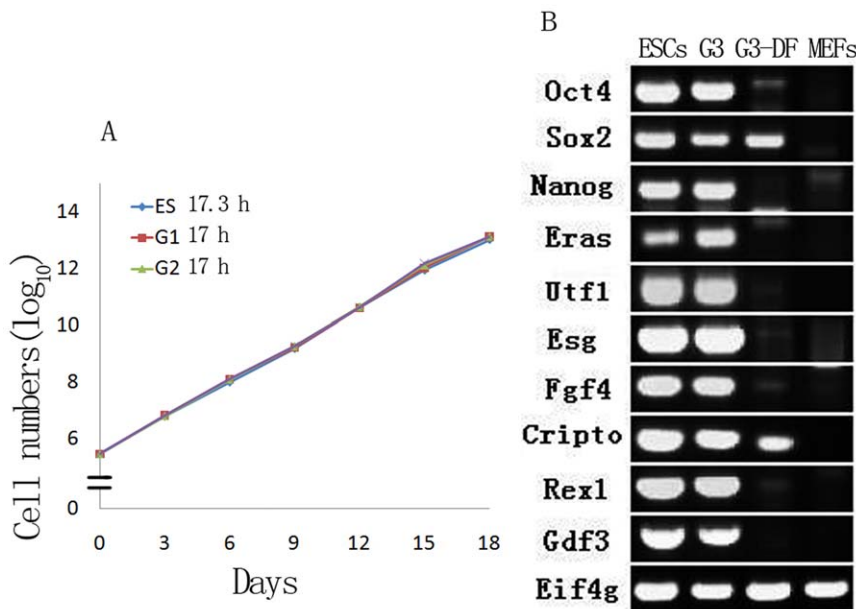 A
Cell numbers(log10)
14
12
10
8
6
0
ES 17.3 h
G1 17 h
G2 17 h
0 3 6 9 12 15 18
Days
B
ESCs G3 G3-DF MEFs
Oct4
Sox2
Nanog
Eras
Utf1
Esg
Fgf4
Cripto
Rex1
Gdf3
Eif4g